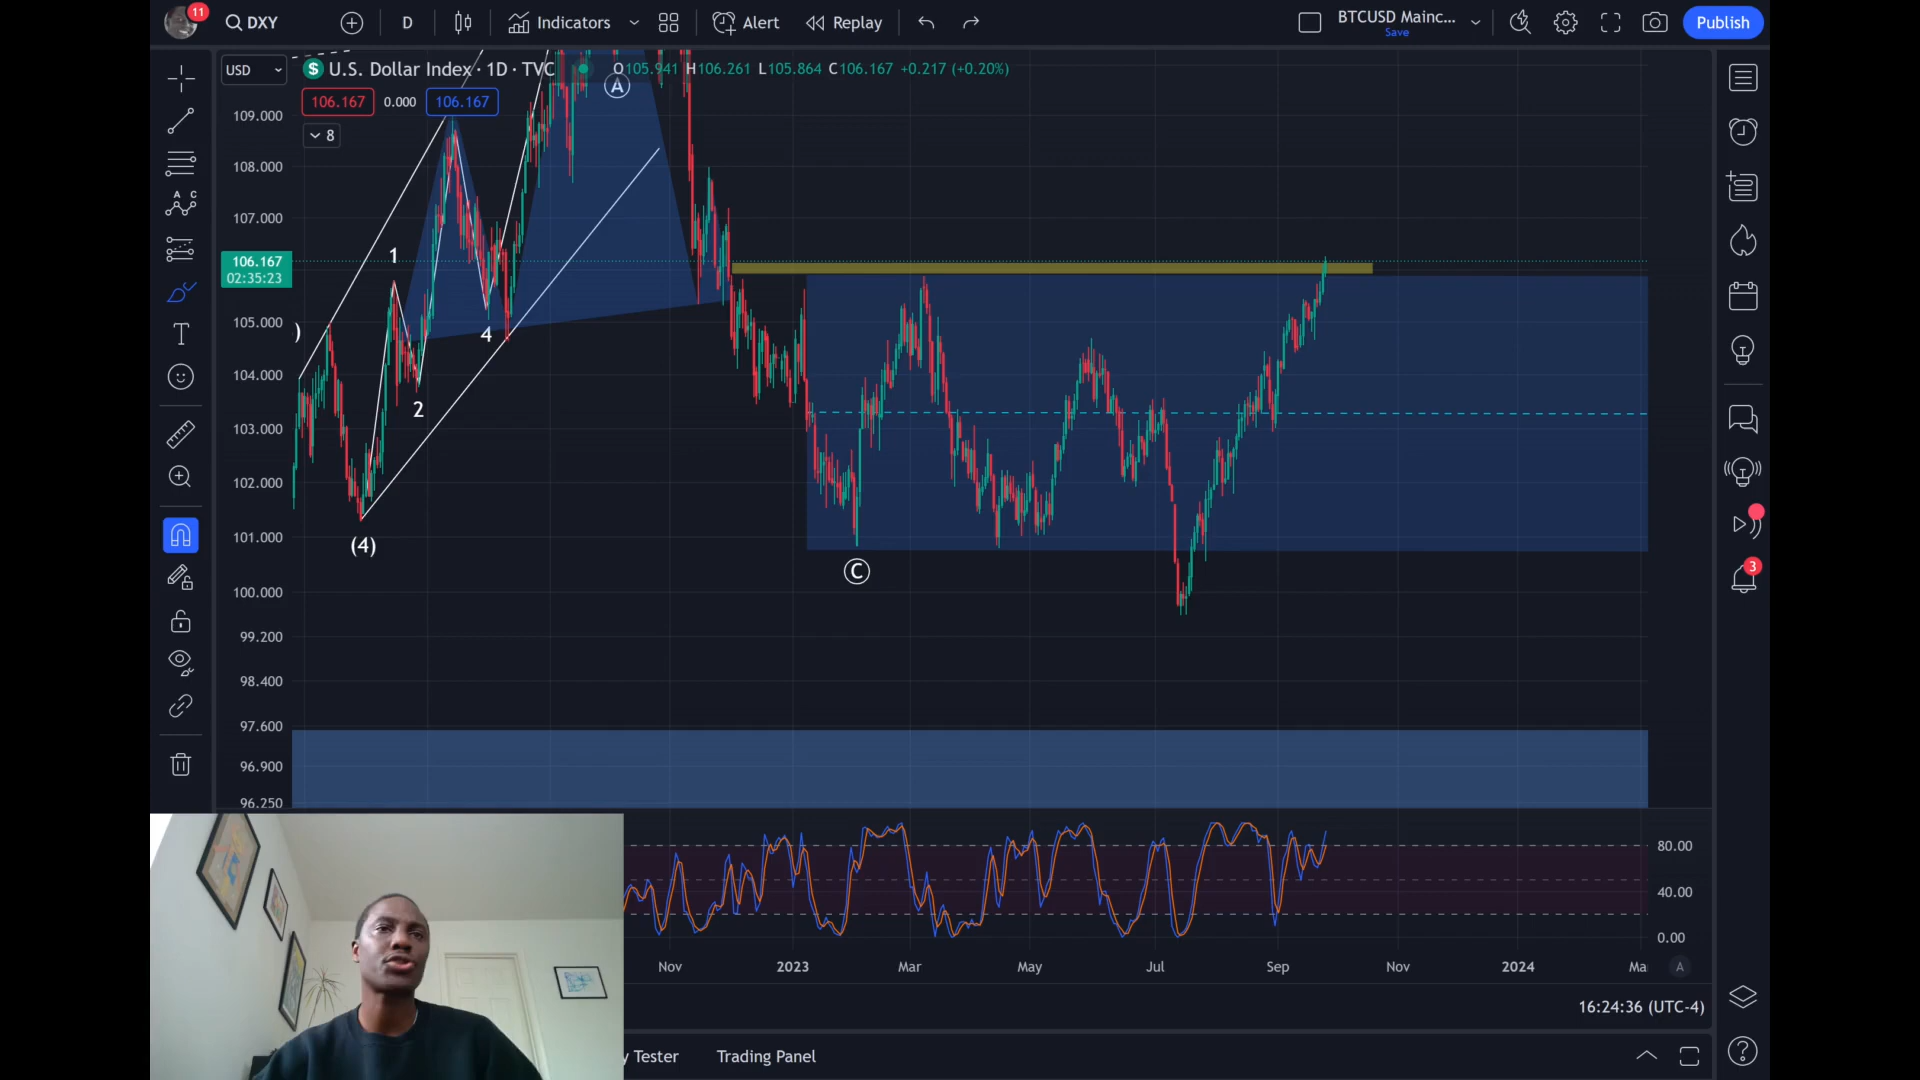 11
DXY
D
Indicators
Alert
Replay
BTCUSD Mainc...
Save
Publish
USD
$ U.S. Dollar Index · 1D · TVC
O105.941 H106.261 L105.864 C106.167 +0.217 (+0.20%)
106.167 0.000 106.167
8
A
109.000
108.000
107.000
106.167
02:35:23
105.000
104.000
103.000
102.000
101.000
100.000
99.200
98.400
97.600
96.900
96.250
)
1
2
4
(4)
C
A C
T
3
80.00
40.00
0.00
Nov 2023 Mar May Jul Sep Nov 2024 Ma A
16:24:36 (UTC-4)
y Tester Trading Panel